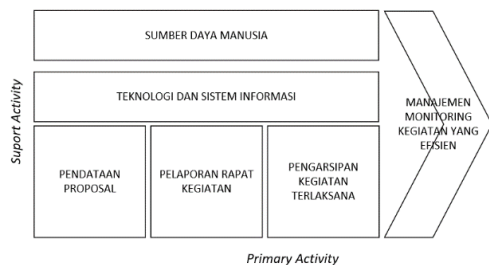 SUMBER DAYA MANUSIA
Suport Activity
TEKNOLOGI DAN SISTEM INFORMASI
MANAJEMEN
MONITORING
KEGIATAN YANG
EFISIEN
PENDATAAN
PROPOSAL
PELAPORAN RAPAT
KEGIATAN
PENGARSIPAN
KEGIATAN
TERLAKSANA
Primary Activity